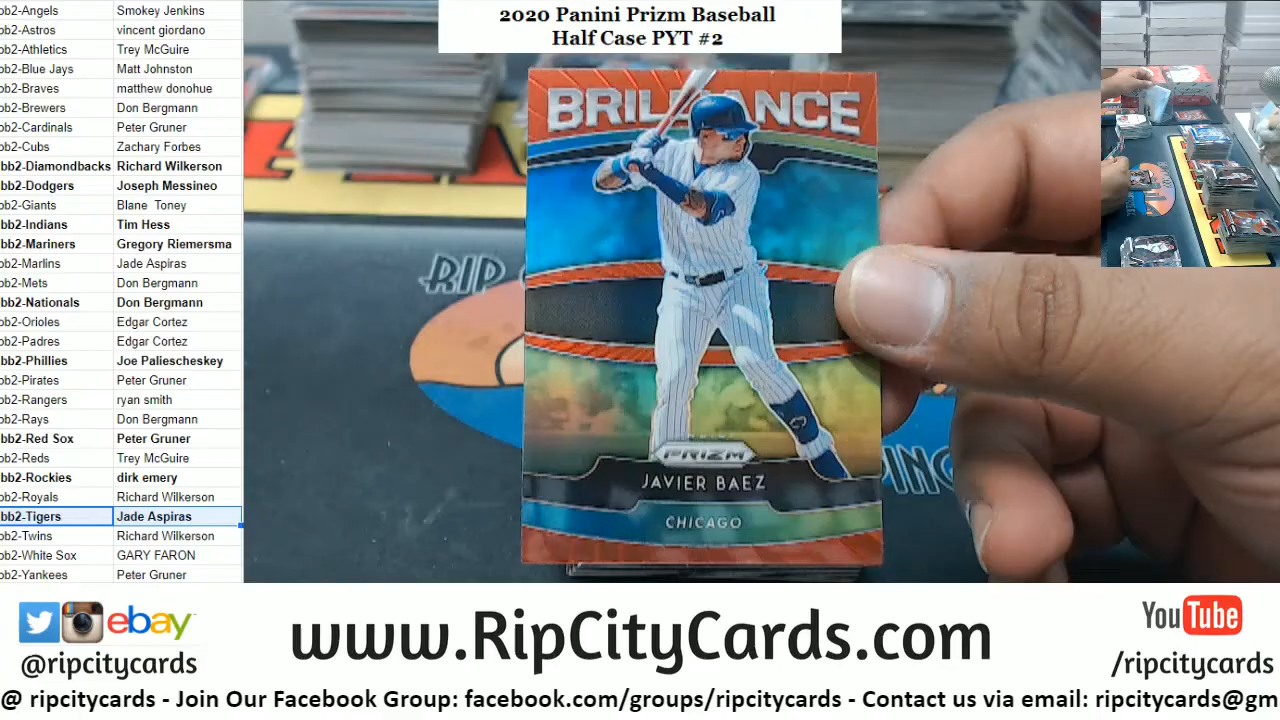 2020 Panini Prizm Baseball
Half Case PYT #2
bb2-Angels Smokey Jenkins
bb2-Astros vincent giordano
bb2-Athletics Trey McGuire
bb2-Blue Jays Matt Johnston
bb2-Braves matthew donohue
bb2-Brewers Don Bergmann
bb2-Cardinals Peter Gruner
bb2-Cubs Zachary Forbes
bb2-Diamondbacks Richard Wilkerson
bb2-Dodgers Joseph Messineo
bb2-Giants Blane Toney
bb2-Indians Tim Hess
bb2-Mariners Gregory Riemersma
bb2-Marlins Jade Aspiras
bb2-Mets Don Bergmann
bb2-Nationals Don Bergmann
bb2-Orioles Edgar Cortez
bb2-Padres Edgar Cortez
bb2-Phillies Joe Paliescheskey
bb2-Pirates Peter Gruner
bb2-Rangers ryan smith
bb2-Rays Don Bergmann
bb2-Red Sox Peter Gruner
bb2-Reds Trey McGuire
bb2-Rockies dirk emery
bb2-Royals Richard Wilkerson
bb2-Tigers Jade Aspiras
bb2-Twins Richard Wilkerson
bb2-White Sox GARY FARON
bb2-Yankees Peter Gruner
BRILLIANCE
RIP
PING
PRIZM
JAVIER BAEZ
CHICAGO
ebay
@ripcitycards
www.RipCityCards.com
YouTube
/ripcitycards
@ ripcitycards - Join Our Facebook Group: facebook.com/groups/ripcitycards - Contact us via email: ripcitycards@gm